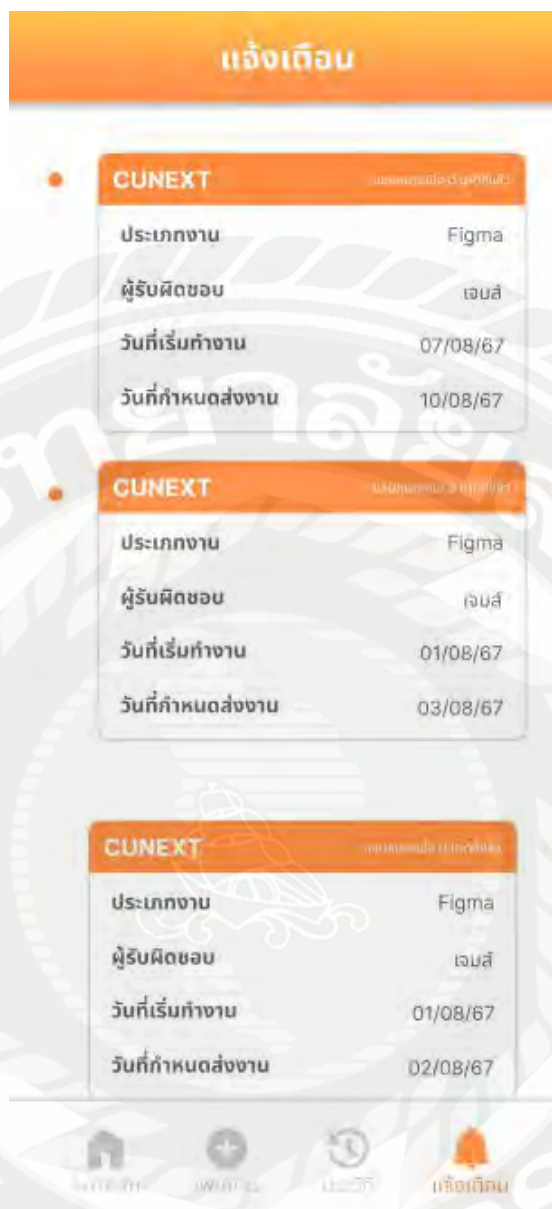 แจ้งเตือน
CUNEXT
ประเภทงาน Figma
ผู้รับผิดชอบ เจมส์
วันที่เริ่มทำงาน 07/08/67
วันที่กำหนดส่งงาน 10/08/67
CUNEXT
ประเภทงาน Figma
ผู้รับผิดชอบ เจมส์
วันที่เริ่มทำงาน 01/08/67
วันที่กำหนดส่งงาน 03/08/67
CUNEXT
ประเภทงาน Figma
ผู้รับผิดชอบ เจมส์
วันที่เริ่มทำงาน 01/08/67
วันที่กำหนดส่งงาน 02/08/67
แจ้งเตือน